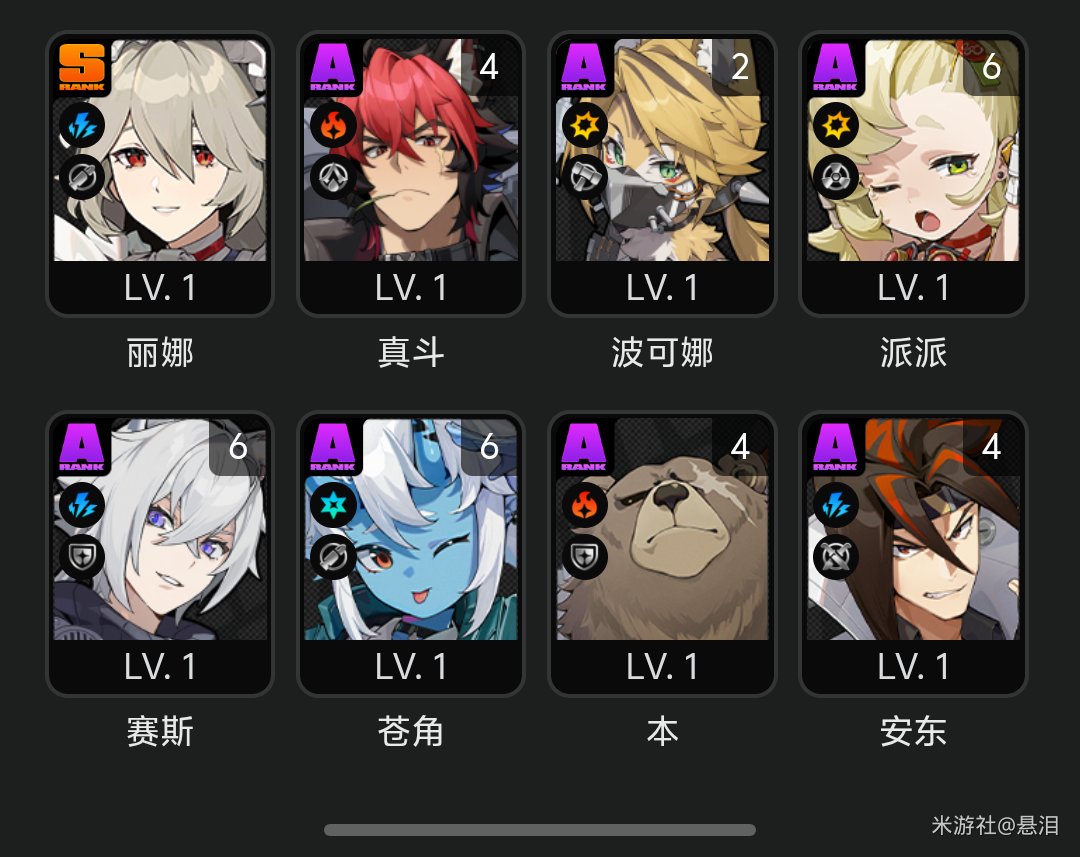 S RANK
A RANK 4
A RANK 2
A RANK 6
LV. 1
LV. 1
LV. 1
LV. 1
丽娜
真斗
波可娜
派派
A RANK 6
A RANK 6
A RANK 4
A RANK 4
LV. 1
LV. 1
LV. 1
LV. 1
赛斯
苍角
本
安东
米游社@悬泪